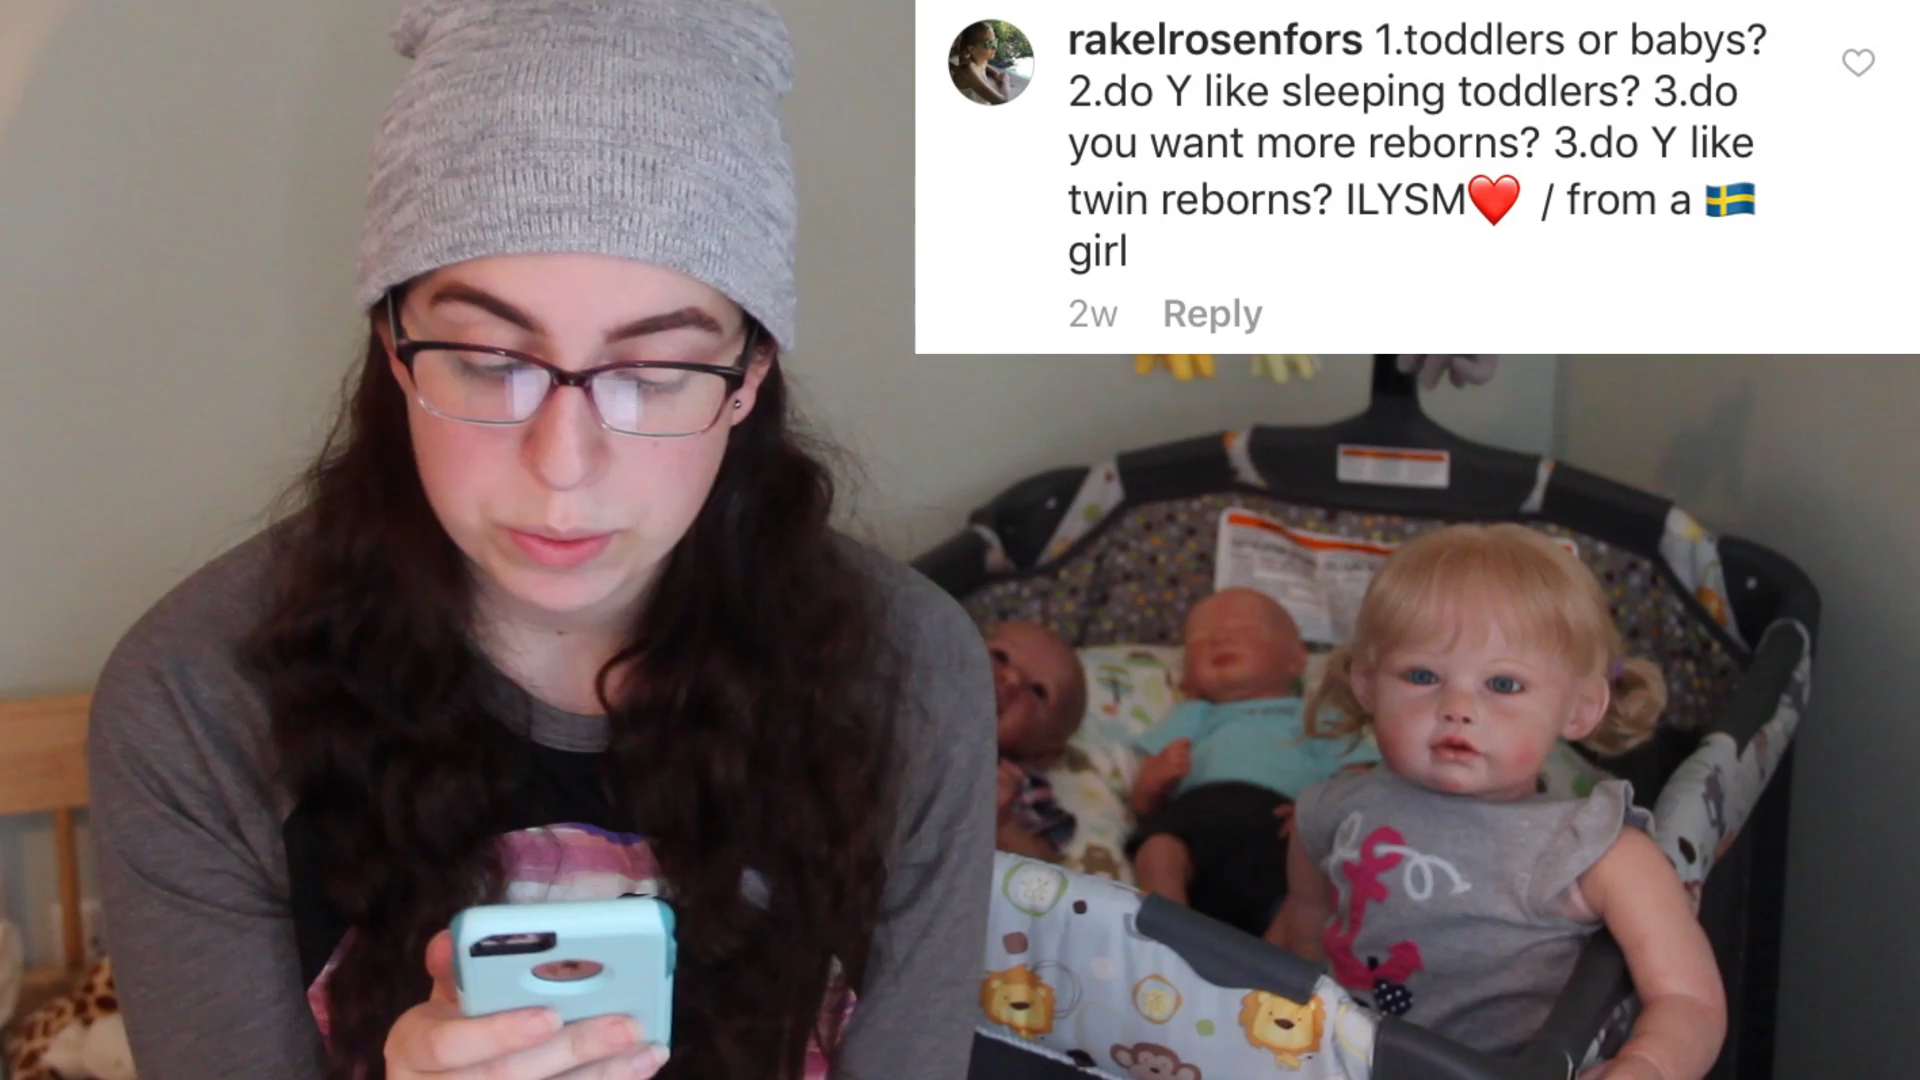 rakelrosenfors 1.toddlers or babys?
2.do Y like sleeping toddlers? 3.do
you want more reborns? 3.do Y like
twin reborns? ILYSM❤️ / from a 🇸🇪
girl
2w Reply